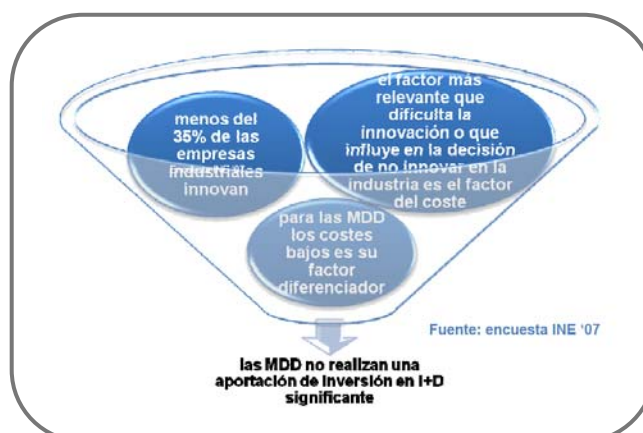 menos del
35% de las
empresas
industriales
innovan
el factor más
relevante que
dificulta la
innovación o que
influye en la decisión
de no innovar en la
industria es el factor
del coste
para las MDD
los costes
bajos es su
factor
diferenciador
Fuente: encuesta INE '07
las MDD no realizan una
aportación de inversión en I+D
significante